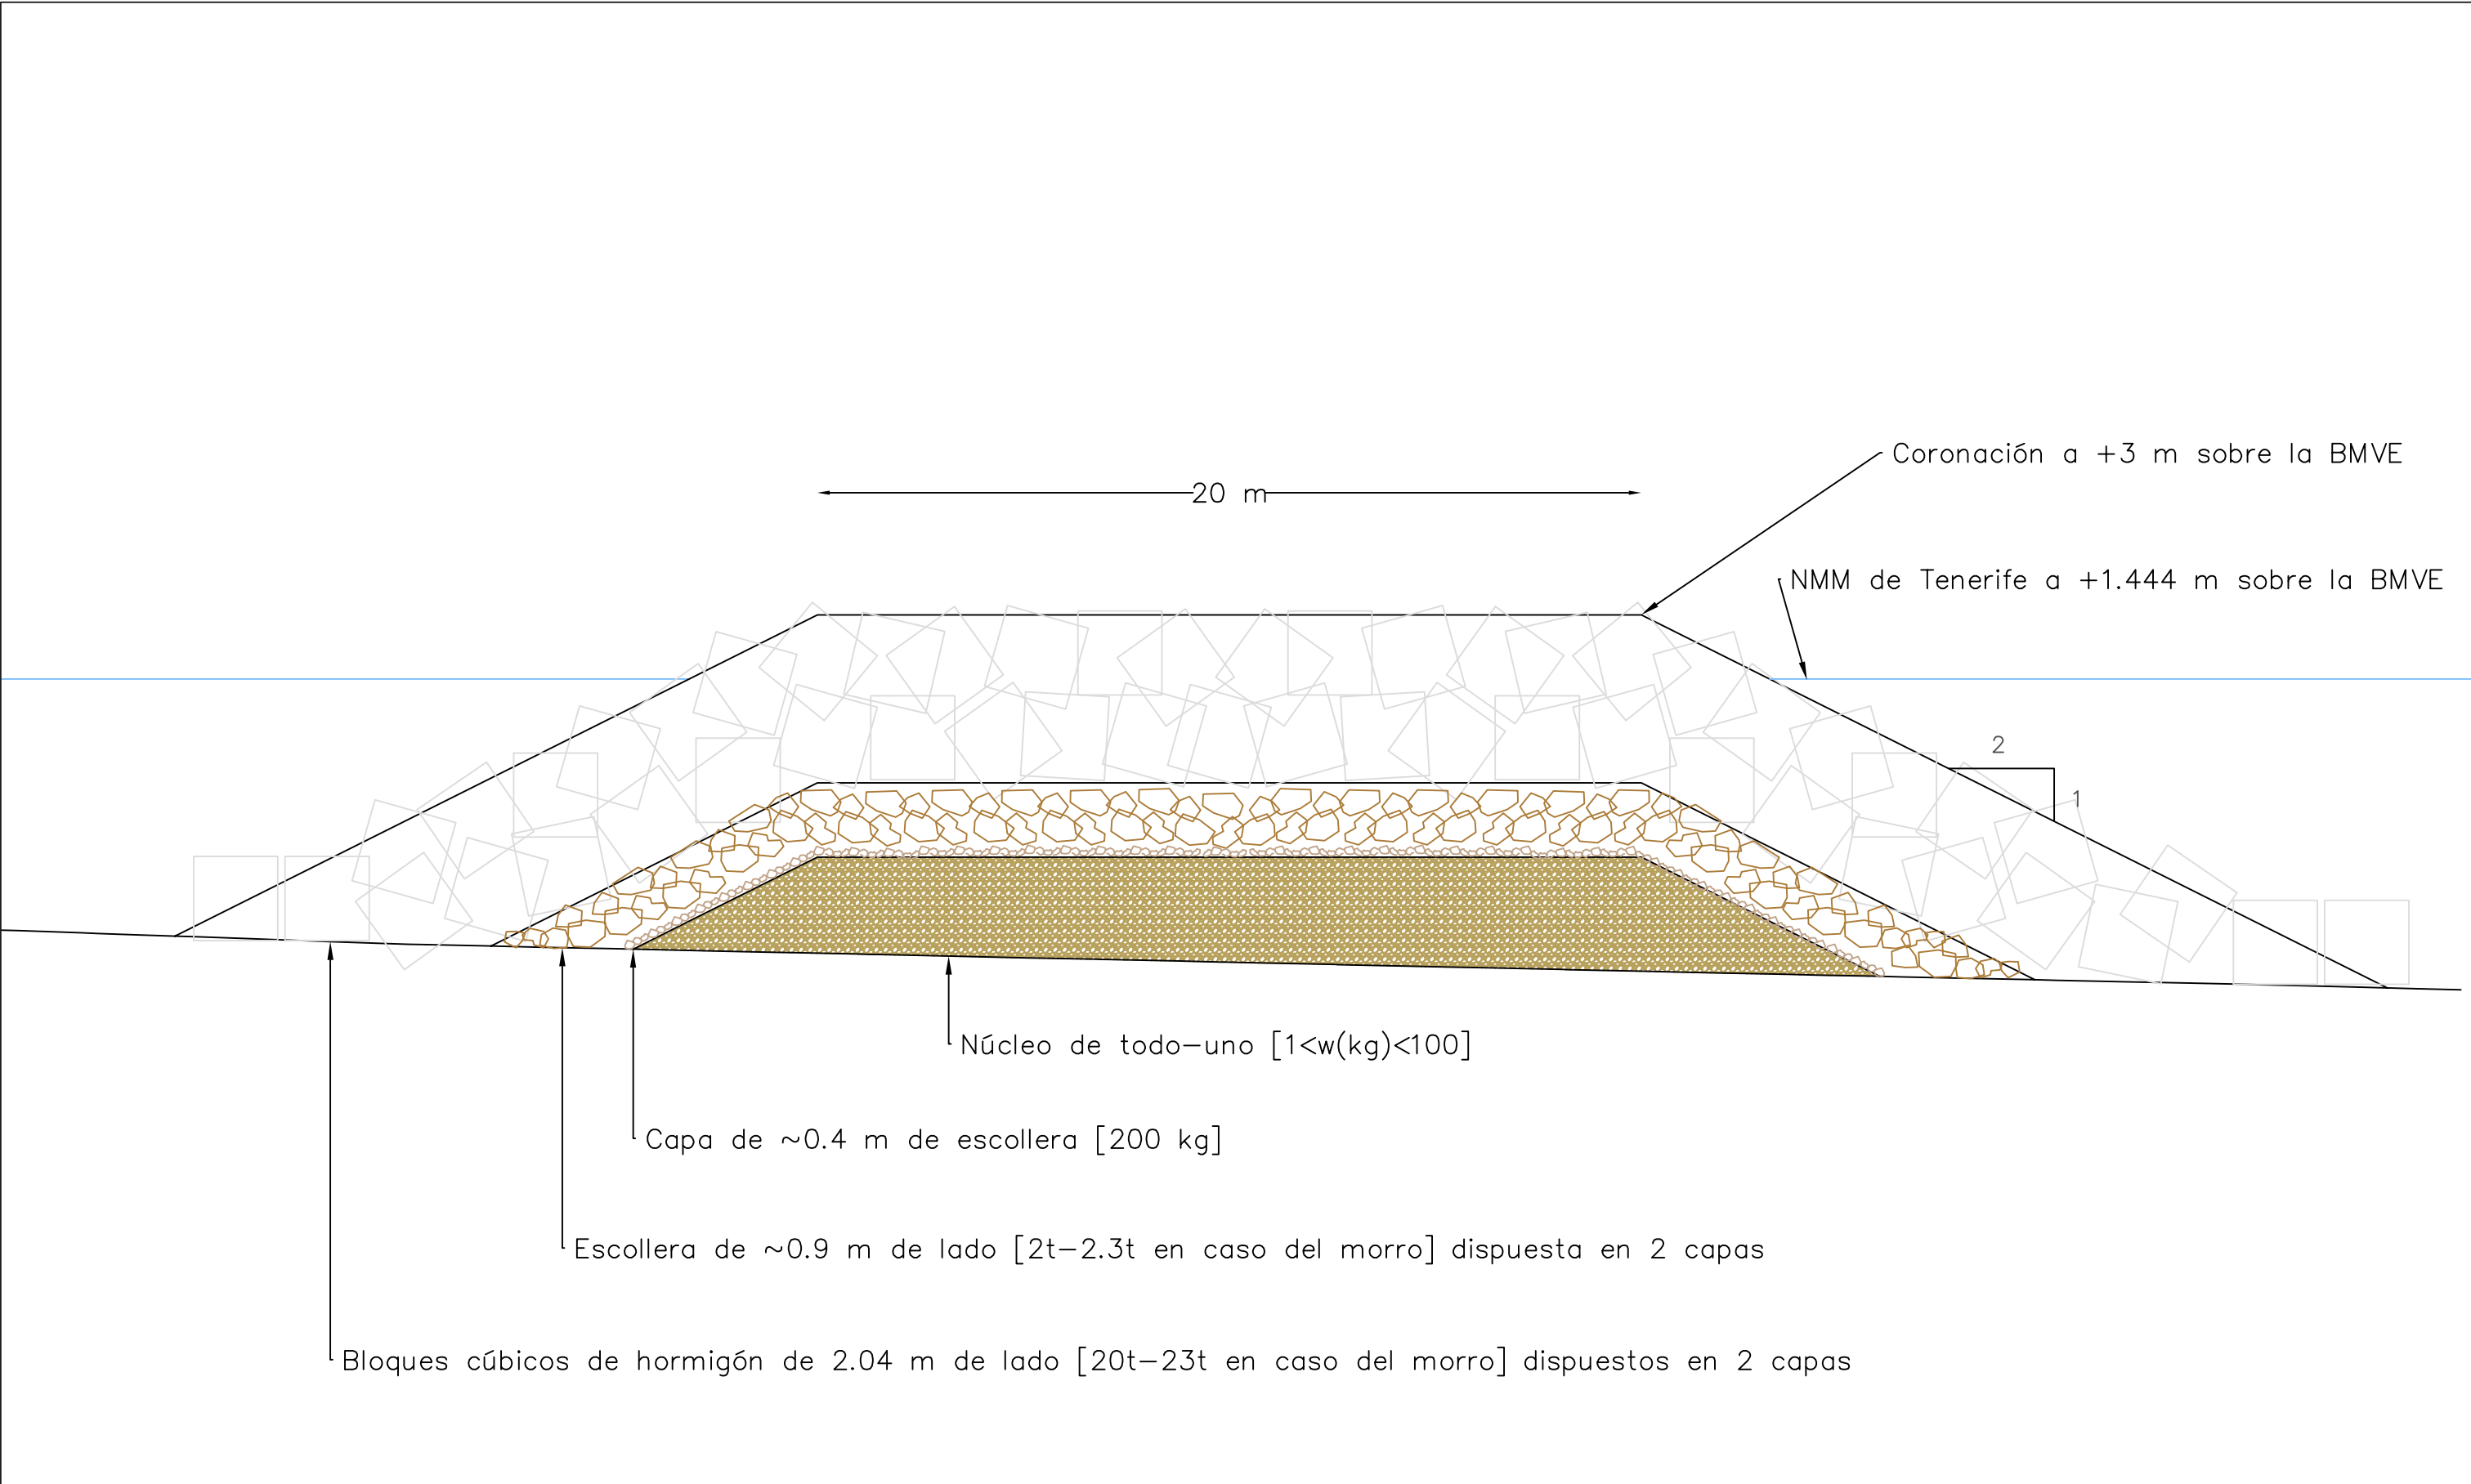 Coronación a +3 m sobre la BMVE
20 m
NMM de Tenerife a +1.444 m sobre la BMVE
2
1
Núcleo de todo-uno [1<w(kg)<100]
Capa de ~0.4 m de escollera [200 kg]
Escollera de ~0.9 m de lado [2t-2.3t en caso del morro] dispuesta en 2 capas
Bloques cúbicos de hormigón de 2.04 m de lado [20t-23t en caso del morro] dispuestos en 2 capas